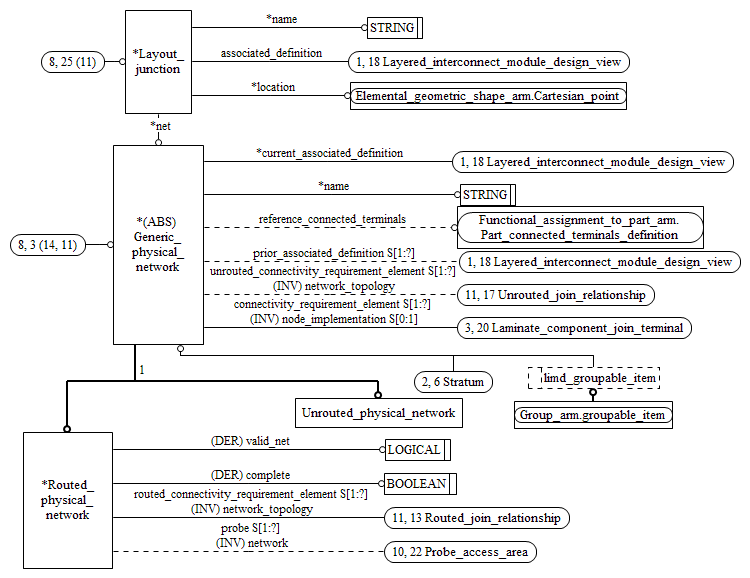 *name
STRING
8, 25 (11)
*Layout_
junction
associated_definition
1, 18 Layered_interconnect_module_design_view
*location
Elemental_geometric_shape_arm.Cartesian_point
*net
*current_associated_definition
1, 18 Layered_interconnect_module_design_view
*name
STRING
8, 3 (14, 11)
*(ABS)
Generic_
physical_
network
reference_connected_terminals
Functional_assignment_to_part_arm.
Part_connected_terminals_definition
prior_associated_definition S[1:?]
1, 18 Layered_interconnect_module_design_view
unrouted_connectivity_requirement_element S[1:?]
(INV) network_topology
11, 17 Unrouted_join_relationship
connectivity_requirement_element S[1:?]
(INV) node_implementation S[0:1]
3, 20 Laminate_component_join_terminal
1
2, 6 Stratum
limd_groupable_item
Unrouted_physical_network
Group_arm.groupable_item
*Routed_
physical_
network
(DER) valid_net
LOGICAL
(DER) complete
BOOLEAN
routed_connectivity_requirement_element S[1:?]
(INV) network_topology
11, 13 Routed_join_relationship
probe S[1:?]
(INV) network
10, 22 Probe_access_area